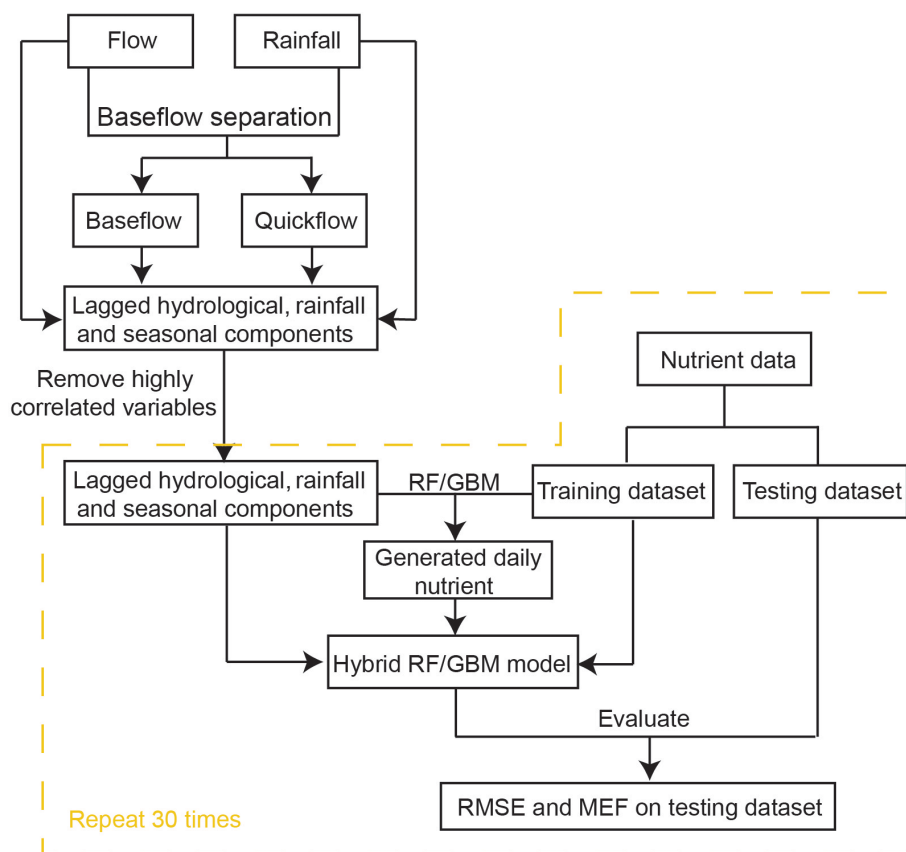 Flow
Rainfall
Baseflow separation
Baseflow
Quickflow
Lagged hydrological, rainfall
and seasonal components
Remove highly
correlated variables
Nutrient data
Lagged hydrological, rainfall
and seasonal components
RF/GBM
Training dataset
Testing dataset
Generated daily
nutrient
Hybrid RF/GBM model
Evaluate
RMSE and MEF on testing dataset
Repeat 30 times